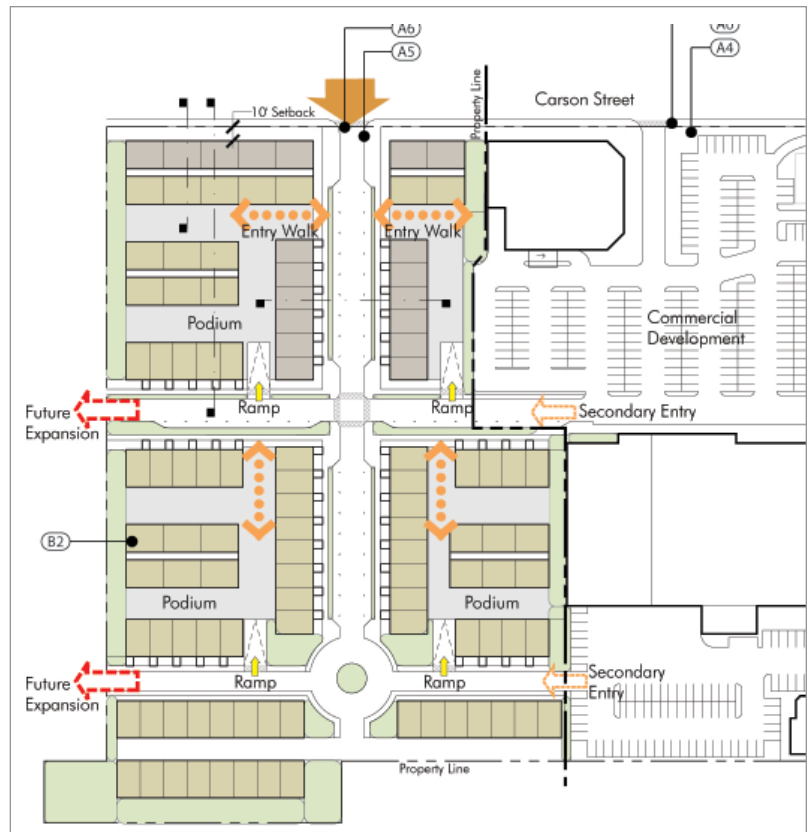 A6
A5
A4
10' Setback
Property Line
Carson Street
Entry Walk
Entry Walk
Podium
Commercial
Development
Ramp
Ramp
Future
Expansion
Secondary Entry
B2
Podium
Podium
Future
Expansion
Ramp
Ramp
Secondary
Entry
Property Line